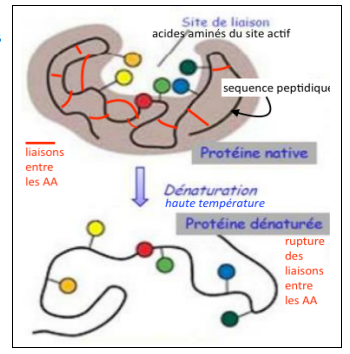 Site de liaison
acides aminés du site actif
sequence peptidique
liaisons
entre
les AA
Protéine native
Dénaturation
haute température
Protéine dénaturée
rupture
des
liaisons
entre
les AA